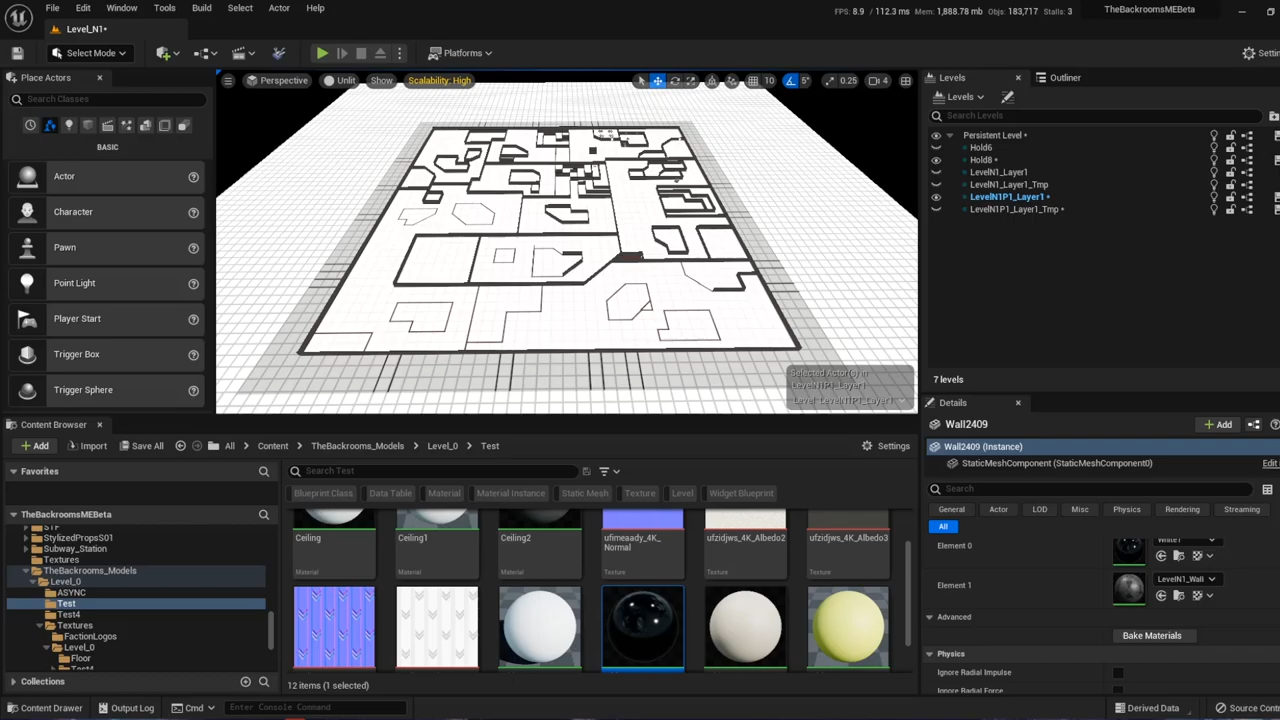 File Edit Window Tools Build Select Actor Help
FPS: 8.9 / 112.3 ms Mem: 1,888.78 mb Objs: 183,717 Stalls: 3
TheBackroomsMEBeta
Level_N1•
Select Mode
Platforms
Settin
Place Actors
Search Classes
BASIC
Actor
Character
Pawn
Point Light
Player Start
Trigger Box
Trigger Sphere
Perspective
Unlit
Show
Scalability: High
10
5°
0.25
4
Selected Actor(s) in
LevelN1P1_Layer1
Level: LevelN1P1_Layer1
Levels
Outliner
Levels
Search Levels
Persistent Level •
Hold6
Hold8 •
LevelN1_Layer1
LevelN1_Layer1_Tmp
LevelN1P1_Layer1 •
LevelN1P1_Layer1_Tmp •
7 levels
Details
Wall2409
Add
Wall2409 (Instance)
StaticMeshComponent (StaticMeshComponent0)
Edit
Search
General
Actor
LOD
Misc
Physics
Rendering
Streaming
All
Element 0
White1
Element 1
LevelN1_Wall
Advanced
Bake Materials
Physics
Ignore Radial Impulse
Ignore Radial Force
Content Browser
Add
Import
Save All
All
Content
TheBackrooms_Models
Level_0
Test
Settings
Favorites
TheBackroomsMEBeta
STF
StylizedPropsS01
Subway_Station
Textures
TheBackrooms_Models
Level_0
ASYNC
Test
Test4
Textures
FactionLogos
Level_0
Floor
Collections
Search Test
Blueprint Class
Data Table
Material
Material Instance
Static Mesh
Texture
Level
Widget Blueprint
Ceiling
Material
Ceiling1
Material
Ceiling2
Material
ufimeaady_4K_
Normal
Texture
ufzidjws_4K_Albedo2
Texture
ufzidjws_4K_Albedo3
Texture
12 items (1 selected)
Content Drawer
Output Log
Cmd
Enter Console Command
Derived Data
Source Cont